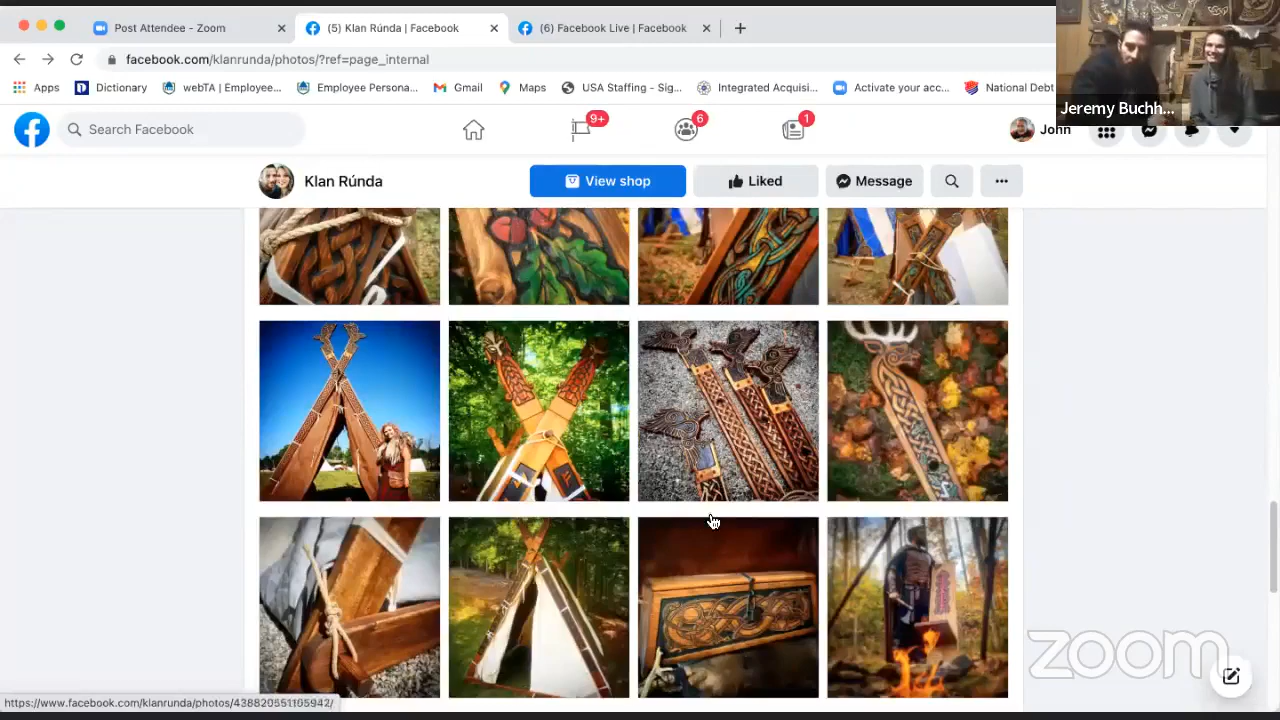 Post Attendee - Zoom
(5) Klan Rúnda | Facebook
(6) Facebook Live | Facebook
facebook.com/klanrunda/photos/?ref=page_internal
Apps
Dictionary
webTA | Employee...
Employee Persona...
Gmail
Maps
USA Staffing - Sig...
Integrated Acquisi...
Activate your acc...
National Debt
Jeremy Buchh...
Search Facebook
9+
6
1
John
Klan Rúnda
View shop
Liked
Message
zoom
https://www.facebook.com/klanrunda/photos/438820551165942/